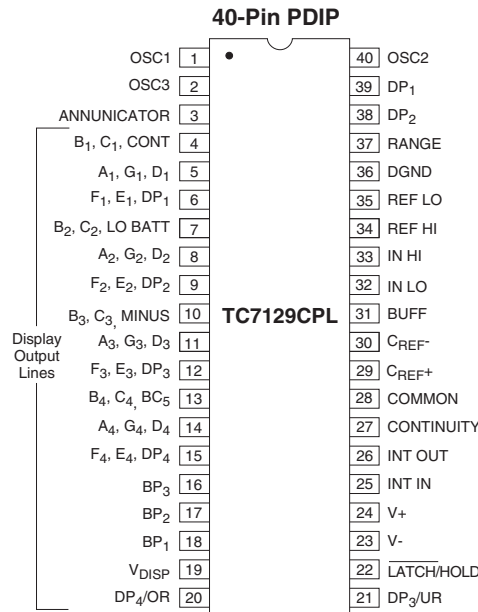 40-Pin PDIP
OSC1 1
OSC3 2
ANNUNICATOR 3
B1, C1, CONT 4
A1, G1, D1 5
F1, E1, DP1 6
B2, C2, LO BATT 7
A2, G2, D2 8
F2, E2, DP2 9
B3, C3, MINUS 10
A3, G3, D3 11
F3, E3, DP3 12
B4, C4, BC5 13
A4, G4, D4 14
F4, E4, DP4 15
BP3 16
BP2 17
BP1 18
VDISP 19
DP4/OR 20
Display
Output
Lines
TC7129CPL
40 OSC2
39 DP1
38 DP2
37 RANGE
36 DGND
35 REF LO
34 REF HI
33 IN HI
32 IN LO
31 BUFF
30 CREF-
29 CREF+
28 COMMON
27 CONTINUITY
26 INT OUT
25 INT IN
24 V+
23 V-
22 LATCH/HOLD
21 DP3/UR